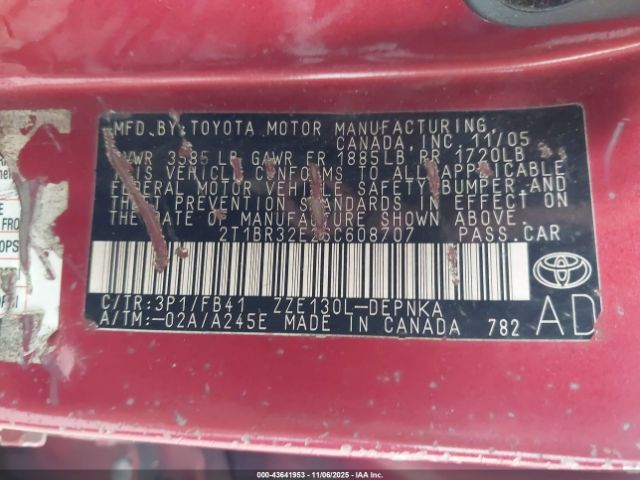 MFD. BY: TOYOTA MOTOR MANUFACTURING,
CANADA, INC. 11/05
GVWR 3585 LB GAWR FR 1885LB RR 1720LB
THIS VEHICLE CONFORMS TO ALL APPLICABLE
FEDERAL MOTOR VEHICLE SAFETY, BUMPER AND
THEFT PREVENTION STANDARDS IN EFFECT ON
THE DATE OF MANUFACTURE SHOWN ABOVE.
PASS.CAR
TOYOTA
C/TR:3P1/FB41 ZZE130L-DEPNKA
A/TM:-02A/A245E MADE IN CANADA 782 AD
OPS
000-43641953 | 11/06/2025 - IAA Inc.